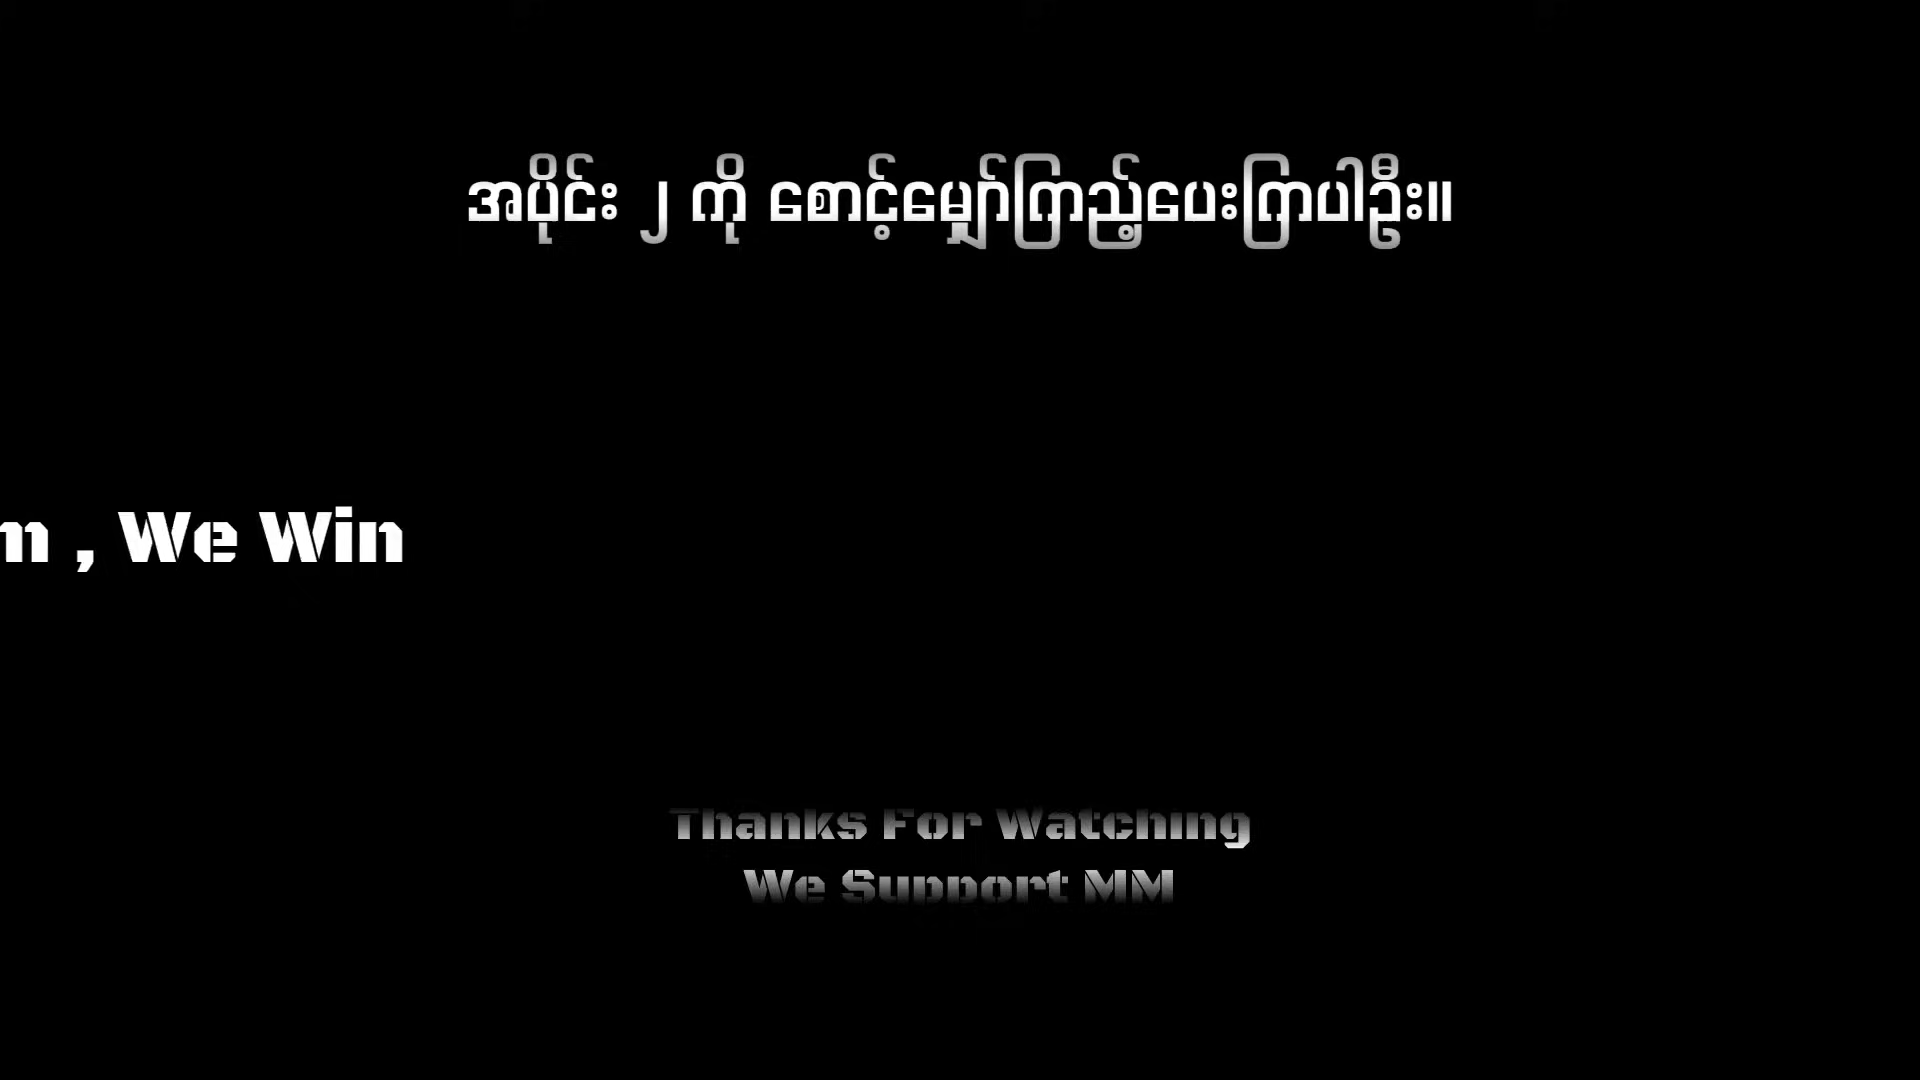 အပိုင်း ၂ ကို စောင့်မျှော်ကြည့်ပေးကြပါဦး။
, We Win
Thanks For Watching
We Support MM